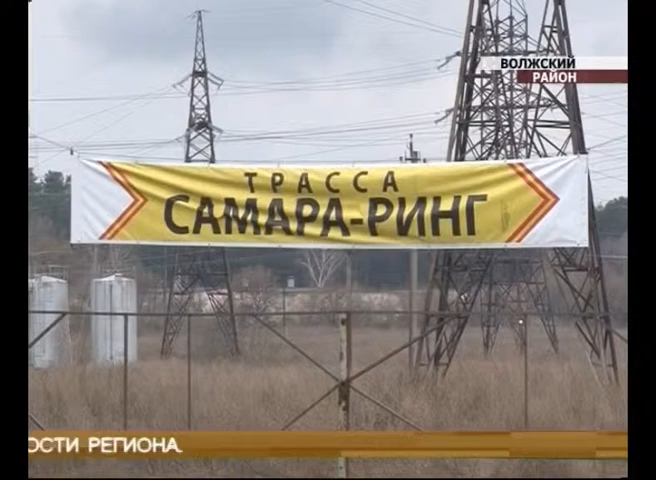 ВОЛЖСКИЙ
РАЙОН
ТРАССА
САМАРА-РИНГ
ОСТИ РЕГИОНА.